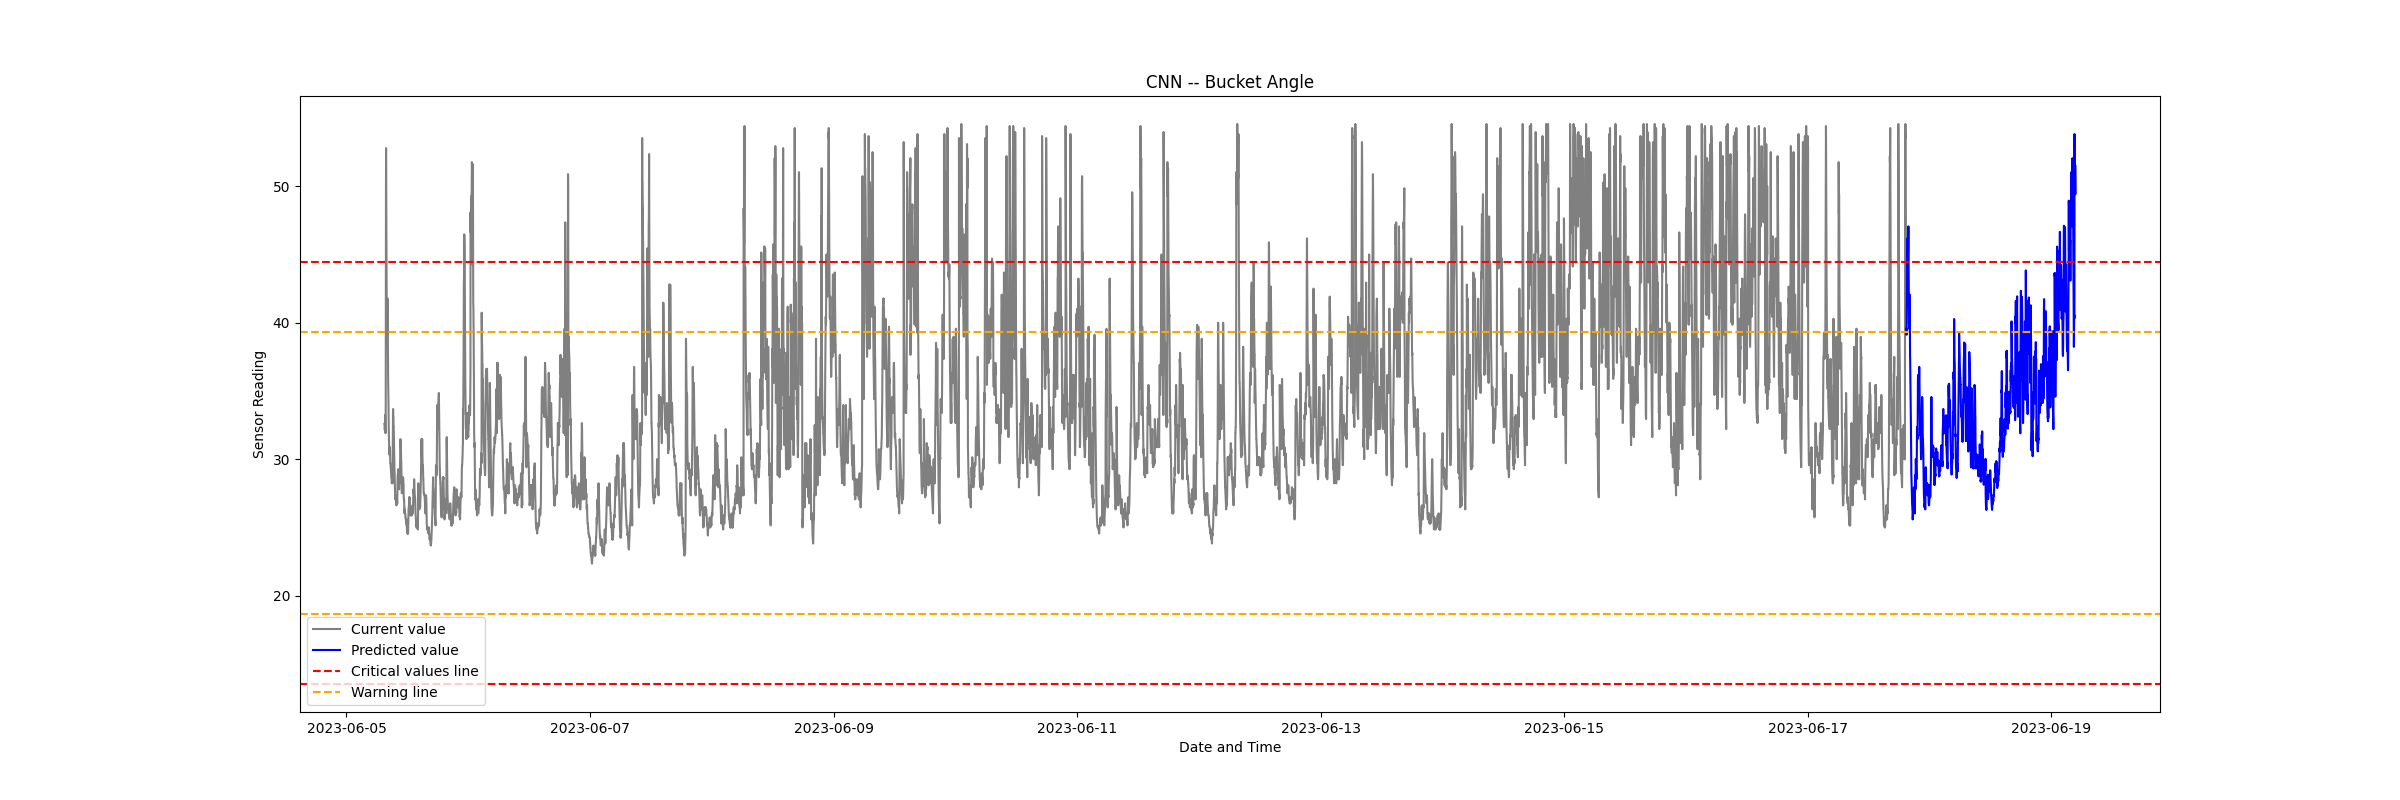 CNN -- Bucket Angle
Sensor Reading
50
40
30
20
Current value
Predicted value
Critical values line
Warning line
2023-06-05 2023-06-07 2023-06-09 2023-06-11 2023-06-13 2023-06-15 2023-06-17 2023-06-19
Date and Time